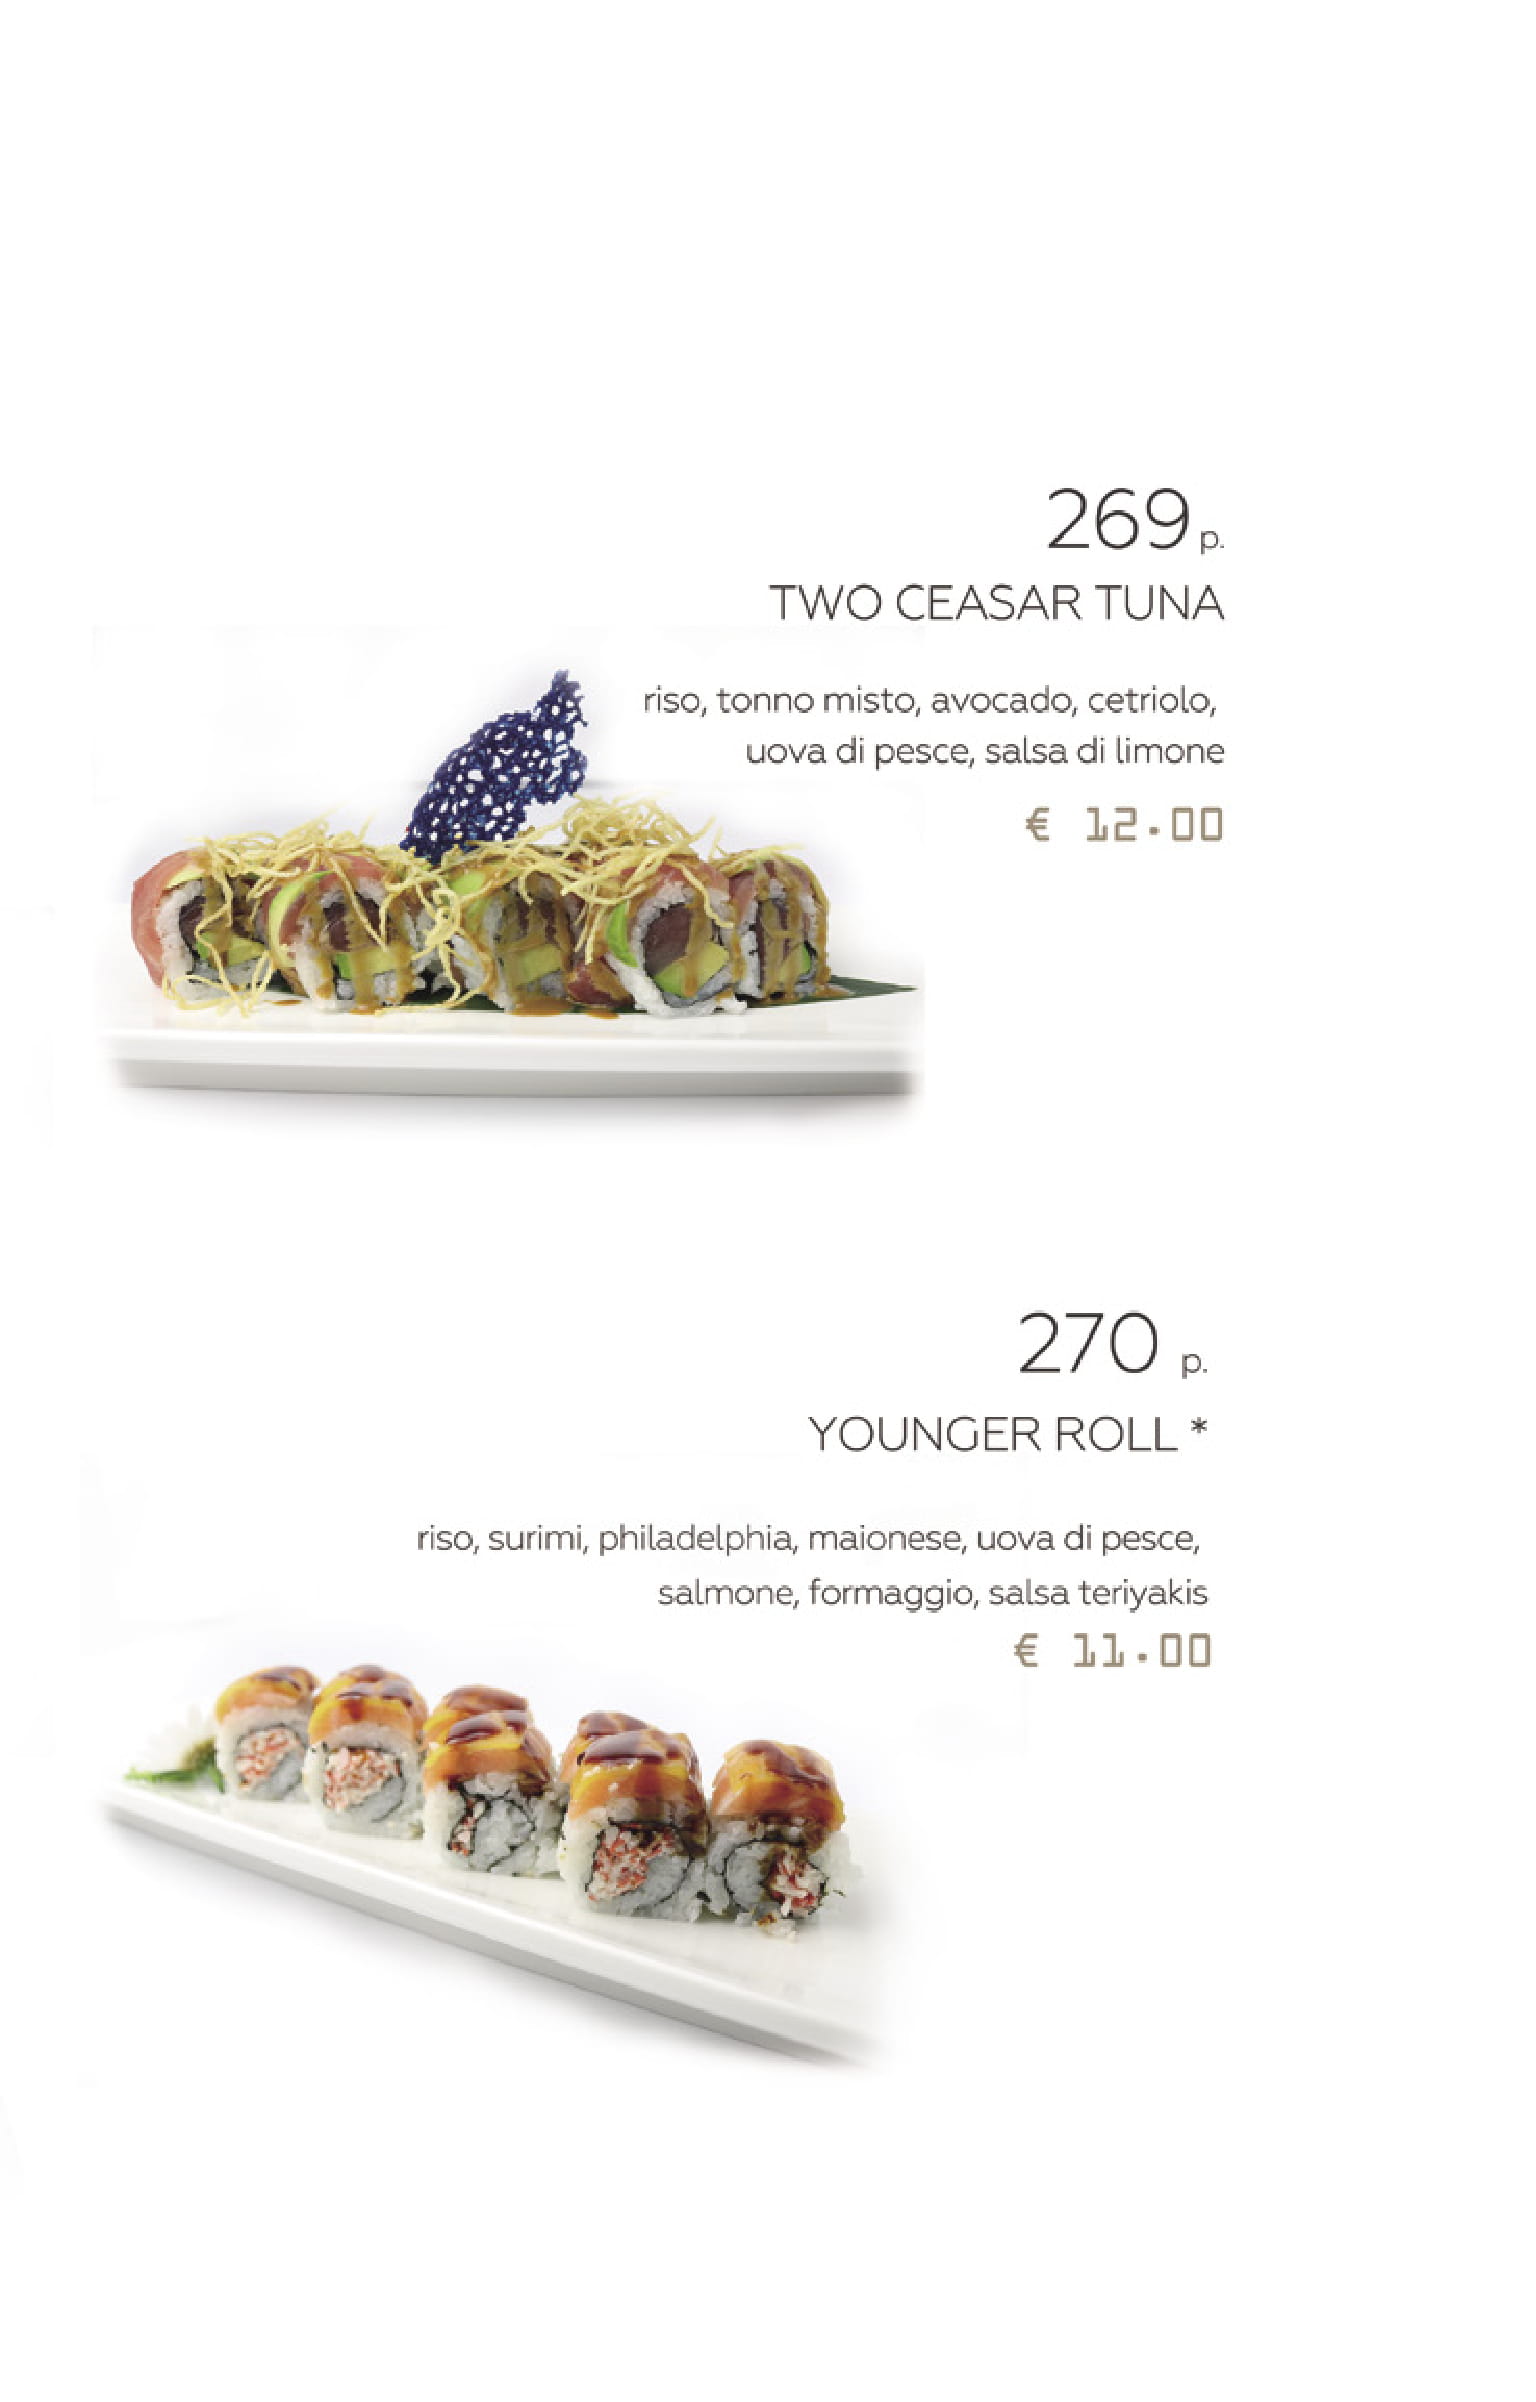 269 p.
TWO CEASAR TUNA
riso, tonno misto, avocado, cetriolo,
uova di pesce, salsa di limone
€ 12.00
270 p.
YOUNGER ROLL *
riso, surimi, philadelphia, maionese, uova di pesce,
salmone, formaggio, salsa teriyakis
€ 11.00